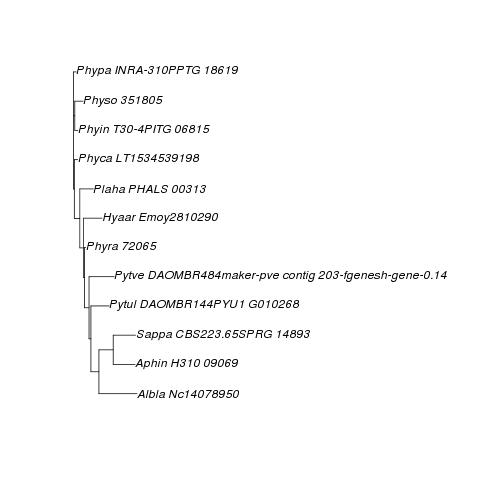 Phypa INRA-310PPTG 18619
Physo 351805
Phyin T30-4PITG 06815
Phyca LT1534539198
Plaha PHALS 00313
Hyaar Emoy2810290
Phyra 72065
Pytve DAOMBR484maker-pve contig 203-fgenesh-gene-0.14
Pytul DAOMBR144PYU1 G010268
Sappa CBS223.65SPRG 14893
Aphin H310 09069
Albla Nc14078950